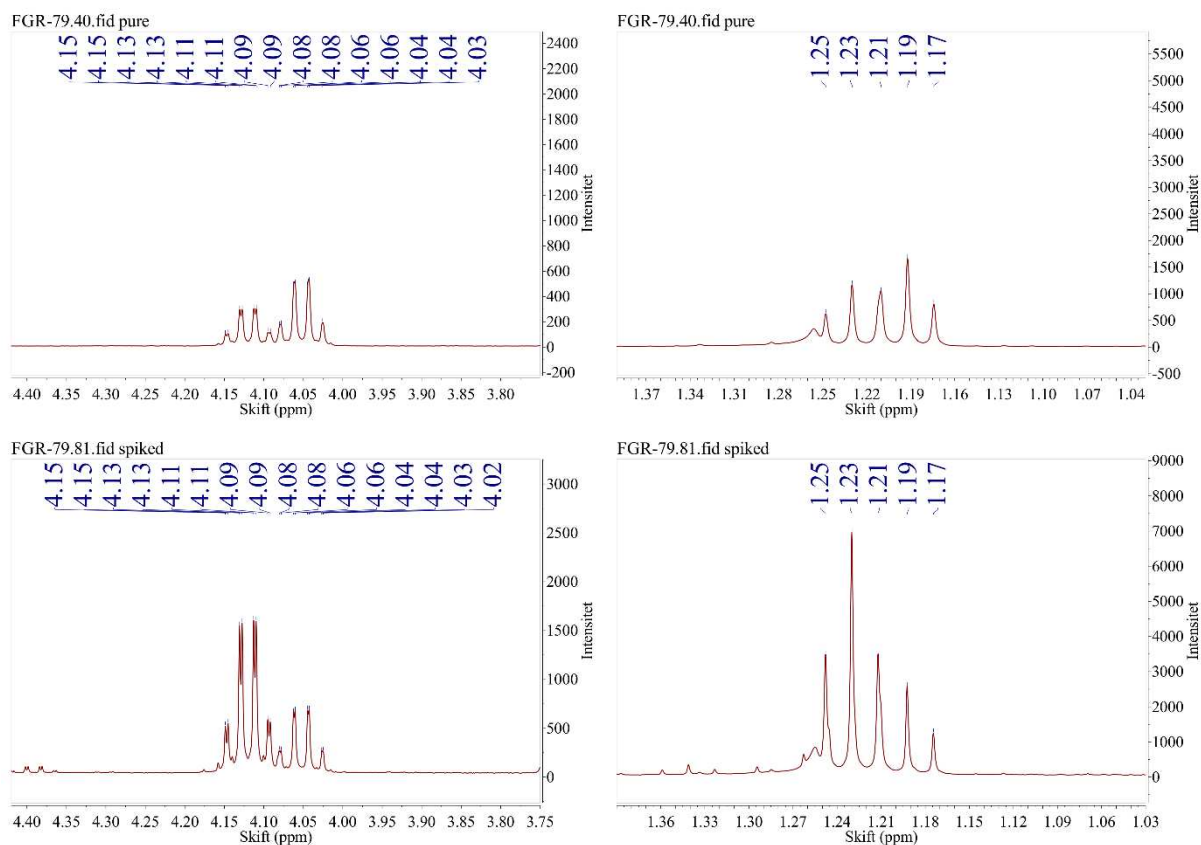 FGR-79.40.fid pure
4.15 4.15 4.13 4.13 4.11 4.11 4.09 4.09 4.08 4.08 4.06 4.06 4.04 4.04 4.03
2400
2200
2000
1800
1600
1400
1200
1000
800
600
400
200
0
-200
Intensitet
4.40 4.35 4.30 4.25 4.20 4.15 4.10 4.05 4.00 3.95 3.90 3.85 3.80
Skift (ppm)
FGR-79.40.fid pure
1.25 1.23 1.21 1.19 1.17
5500
5000
4500
4000
3500
3000
2500
2000
1500
1000
500
0
-500
Intensitet
1.37 1.34 1.31 1.28 1.25 1.22 1.19 1.16 1.13 1.10 1.07 1.04
Skift (ppm)
FGR-79.81.fid spiked
4.15 4.15 4.13 4.13 4.11 4.11 4.09 4.09 4.08 4.08 4.06 4.06 4.04 4.04 4.03 4.02
3000
2500
2000
1500
1000
500
0
Intensitet
4.40 4.35 4.30 4.25 4.20 4.15 4.10 4.05 4.00 3.95 3.90 3.85 3.80 3.75
Skift (ppm)
FGR-79.81.fid spiked
1.25 1.23 1.21 1.19 1.17
9000
8000
7000
6000
5000
4000
3000
2000
1000
0
Intensitet
1.36 1.33 1.30 1.27 1.24 1.21 1.18 1.15 1.12 1.09 1.06 1.03
Skift (ppm)